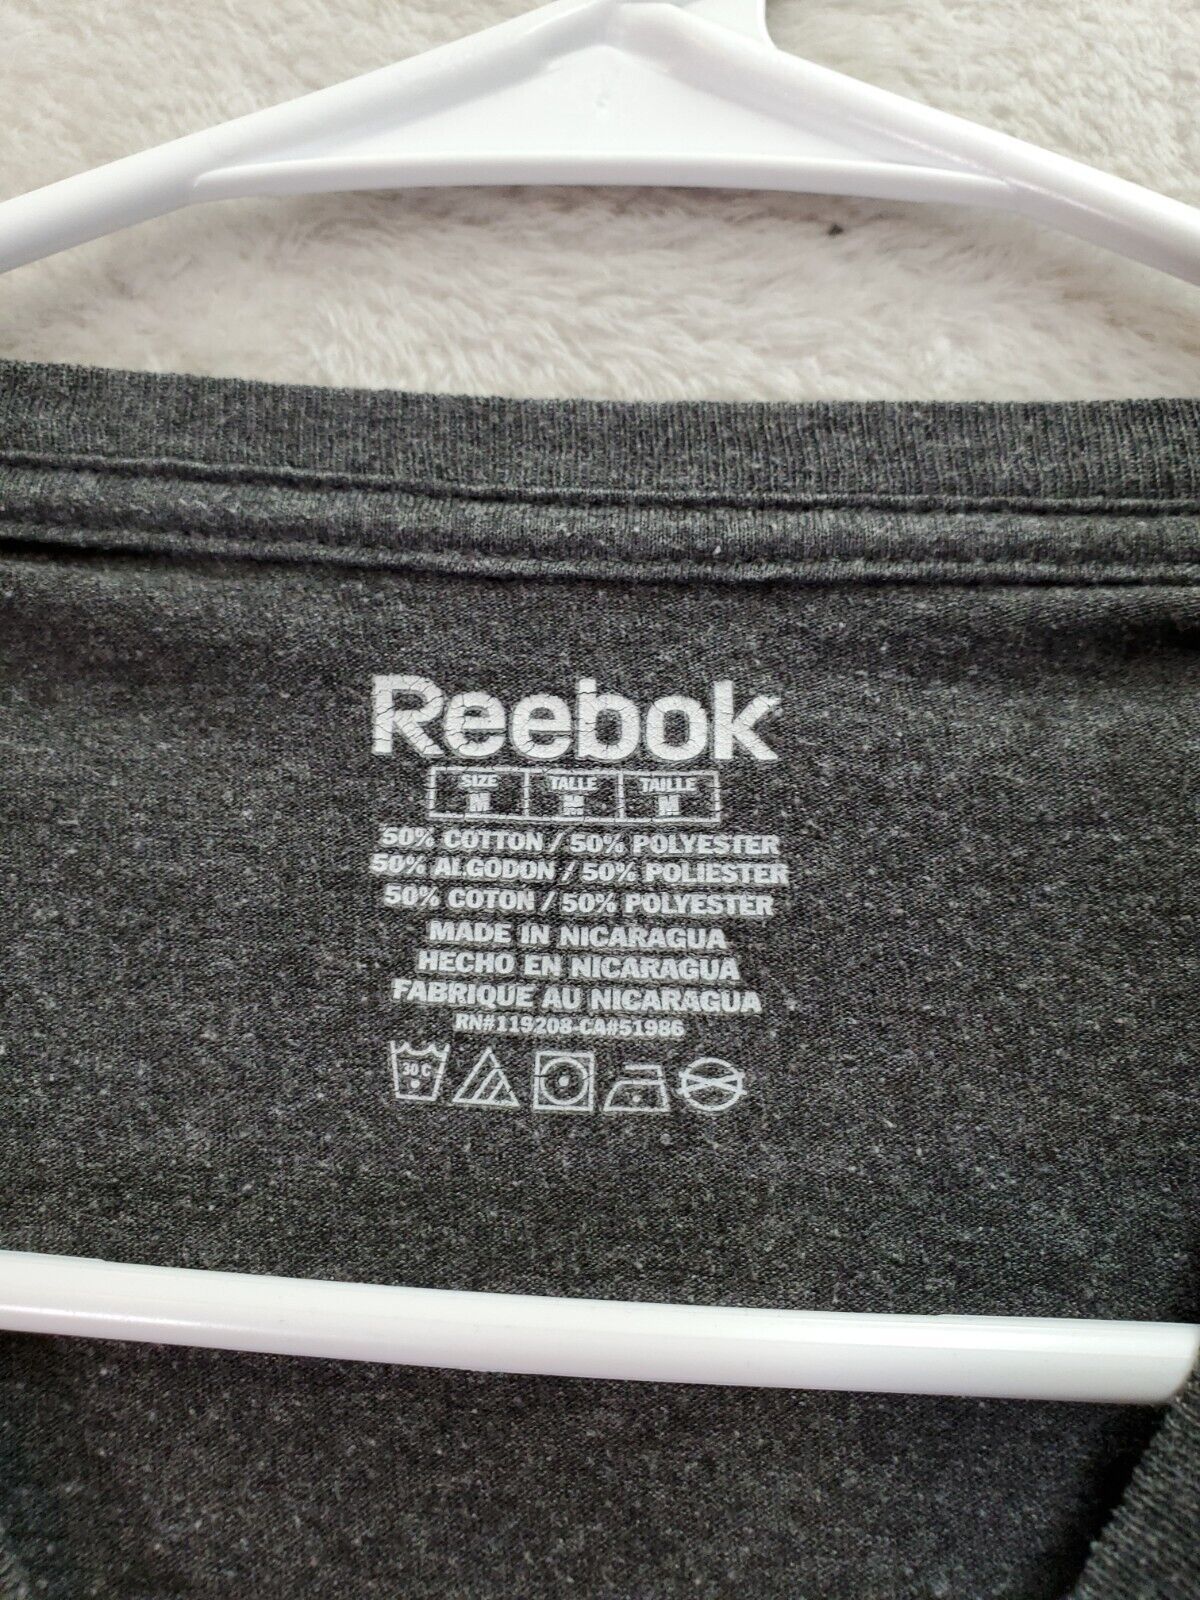 Reebok
SIZE TALLE TAILLE
M M M
50% COTTON / 50% POLYESTER
50% ALGODON / 50% POLIESTER
50% COTON / 50% POLYESTER
MADE IN NICARAGUA
HECHO EN NICARAGUA
FABRIQUE AU NICARAGUA
RN#119208-CA#51986
30 C